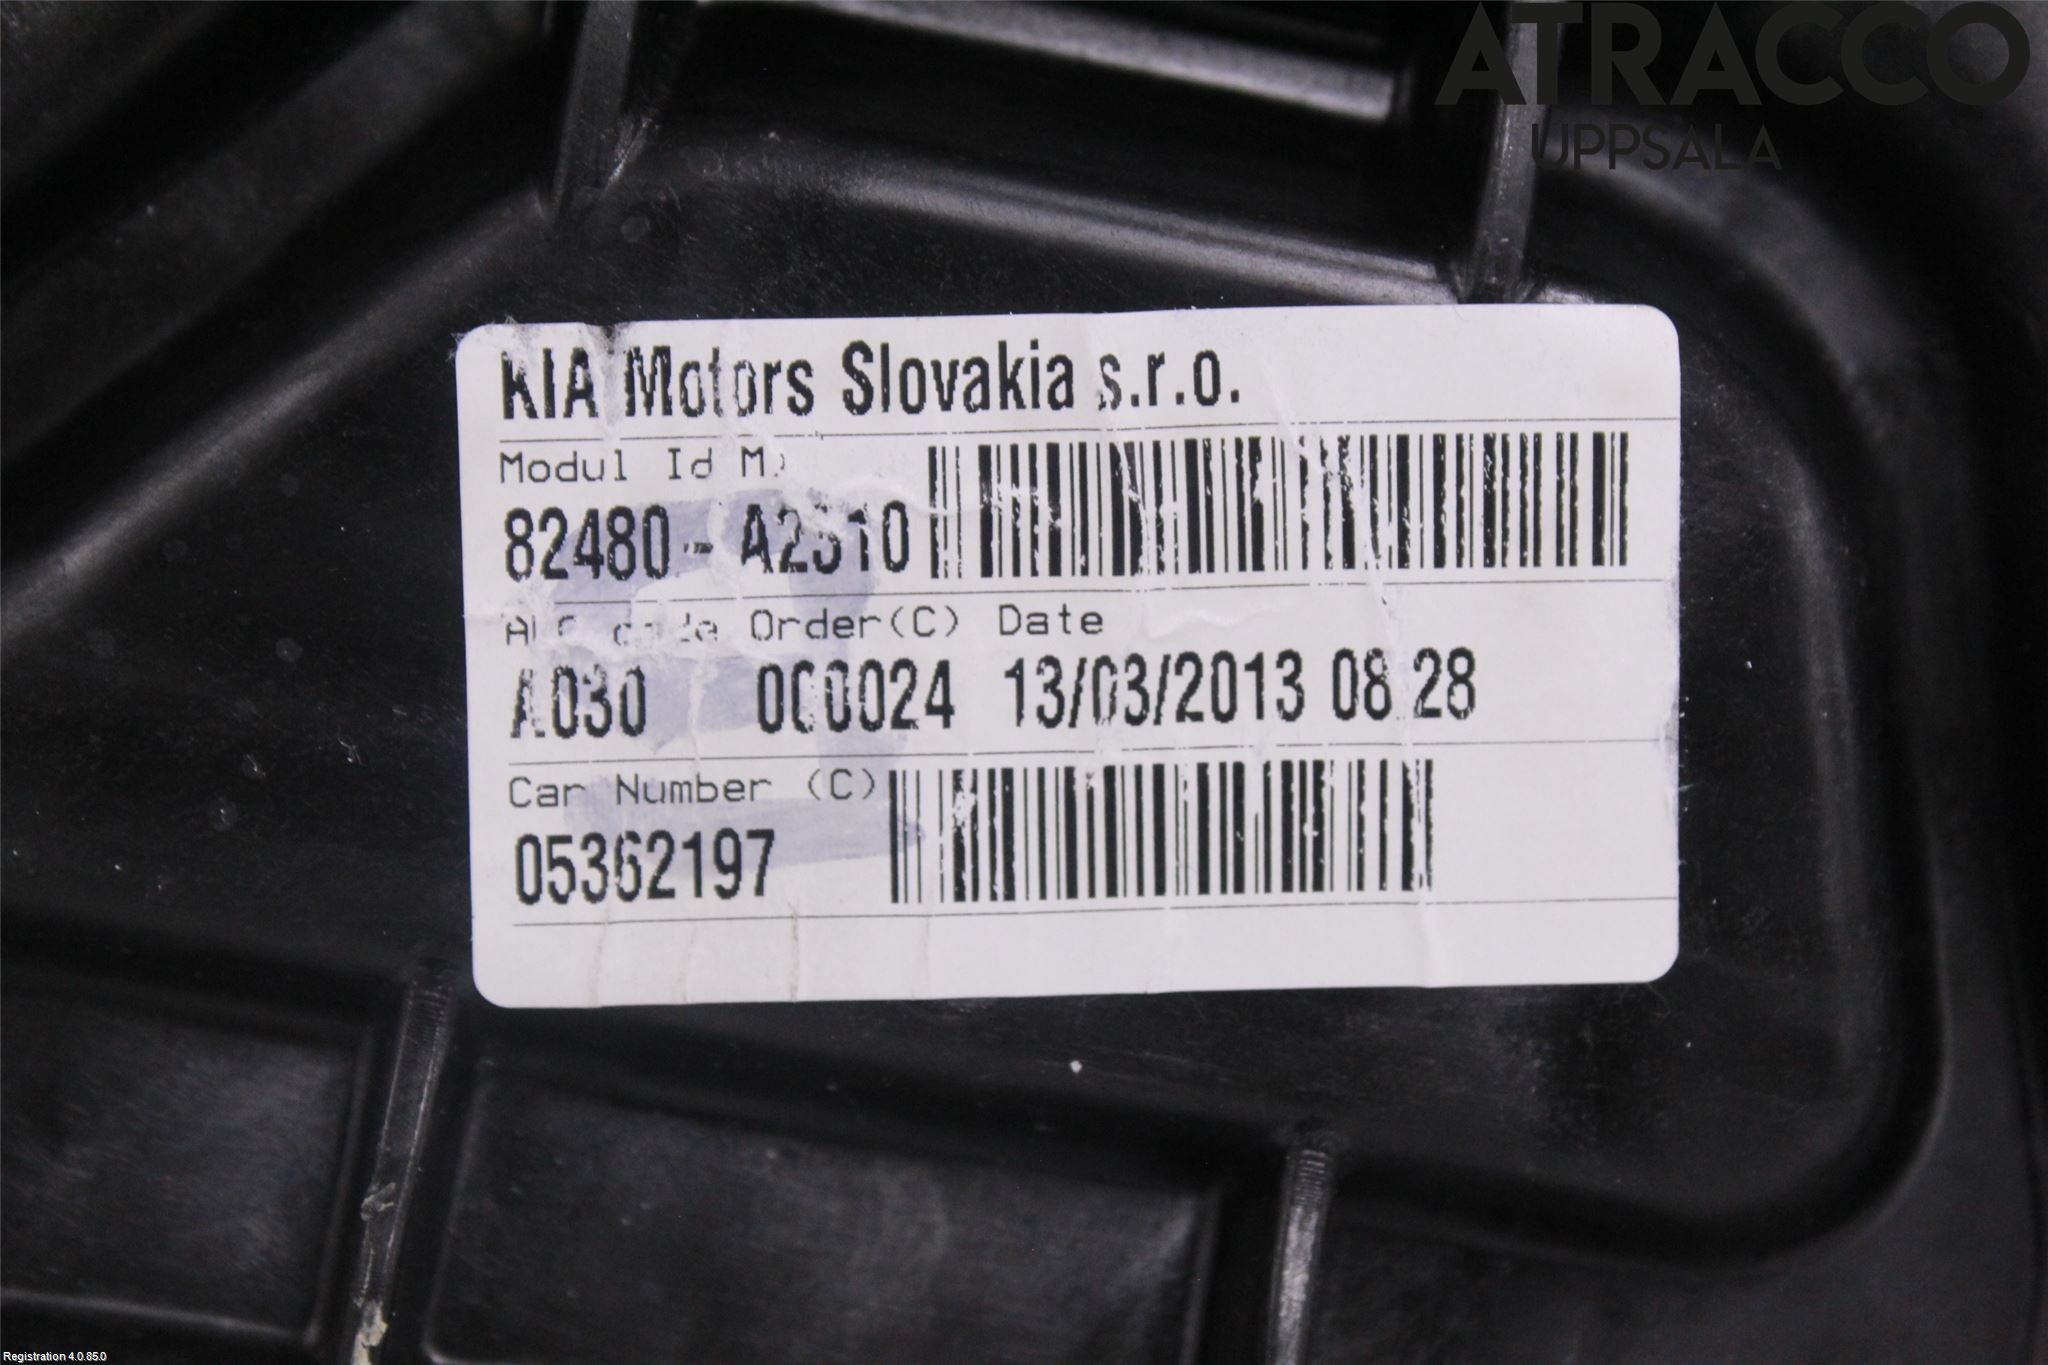 ATRACCO
UPPSALA
KIA Motors Slovakia s.r.o.
Modul Id
82480 - A2310
Order(C) Date
A030 000024 13/03/2013 08 28
Car Number (C)
05362197
Registration 4.0.85.0